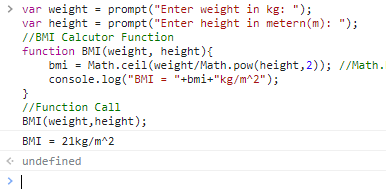 var weight = prompt("Enter weight in kg: ");
var height = prompt("Enter height in metern(m): ");
//BMI Calcutor Function
function BMI(weight, height){
    bmi = Math.ceil(weight/Math.pow(height,2)); //Math.
    console.log("BMI = "+bmi+"kg/m^2");
}
//Function Call
BMI(weight,height);
BMI = 21kg/m^2
undefined